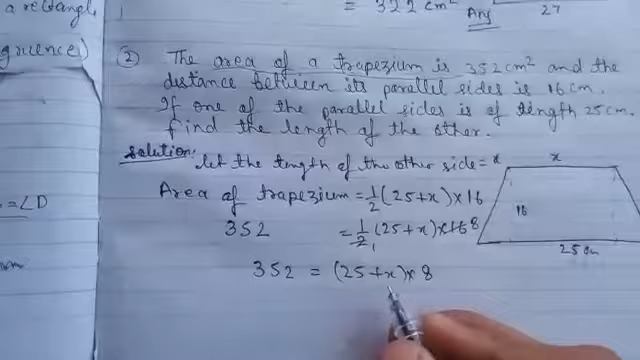 a rectangle
= 322 cm²
Ans
27
gruence)
② The area of a trapezium is 352 cm² and the
distance between its parallel sides is 16 cm.
If one of the parallel sides is of length 25 cm.
Find the length of the other.
Solution: let the length of the other side = x
x
Area of trapezium = 1/2 (25+x) × 16
= ∠D
16
352 = 1/2 (25+x) × 16 8
1
25 cm
352 = (25+x) × 8